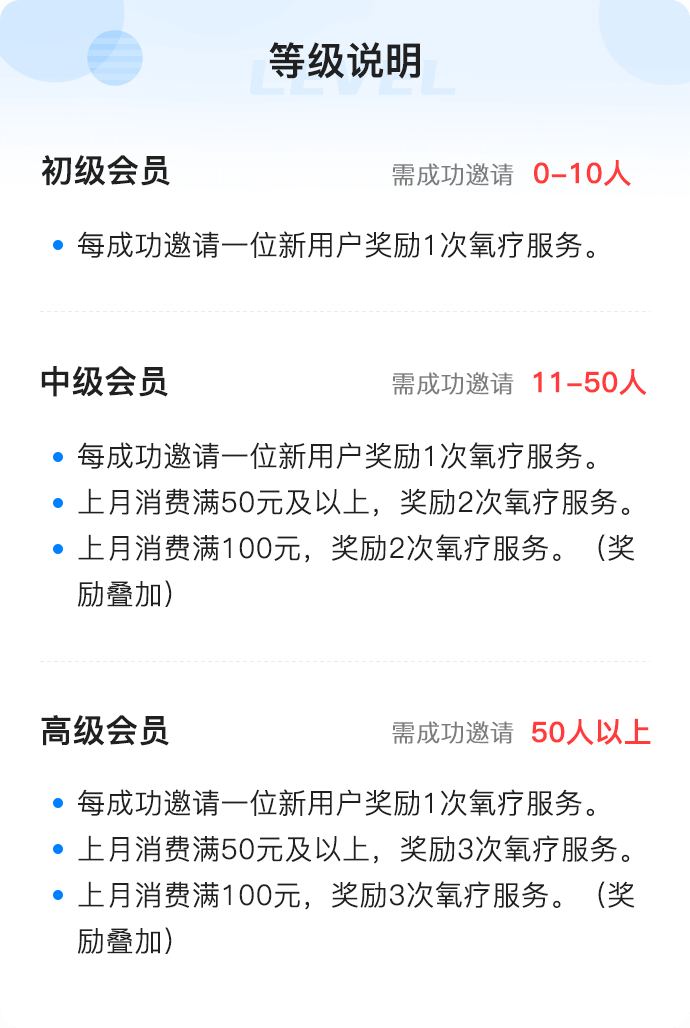 等级说明
LEVEL
初级会员 需成功邀请 0-10人
每成功邀请一位新用户奖励1次氧疗服务。
中级会员 需成功邀请 11-50人
每成功邀请一位新用户奖励1次氧疗服务。
上月消费满50元及以上，奖励2次氧疗服务。
上月消费满100元，奖励2次氧疗服务。（奖
励叠加）
高级会员 需成功邀请 50人以上
每成功邀请一位新用户奖励1次氧疗服务。
上月消费满50元及以上，奖励3次氧疗服务。
上月消费满100元，奖励3次氧疗服务。（奖
励叠加）